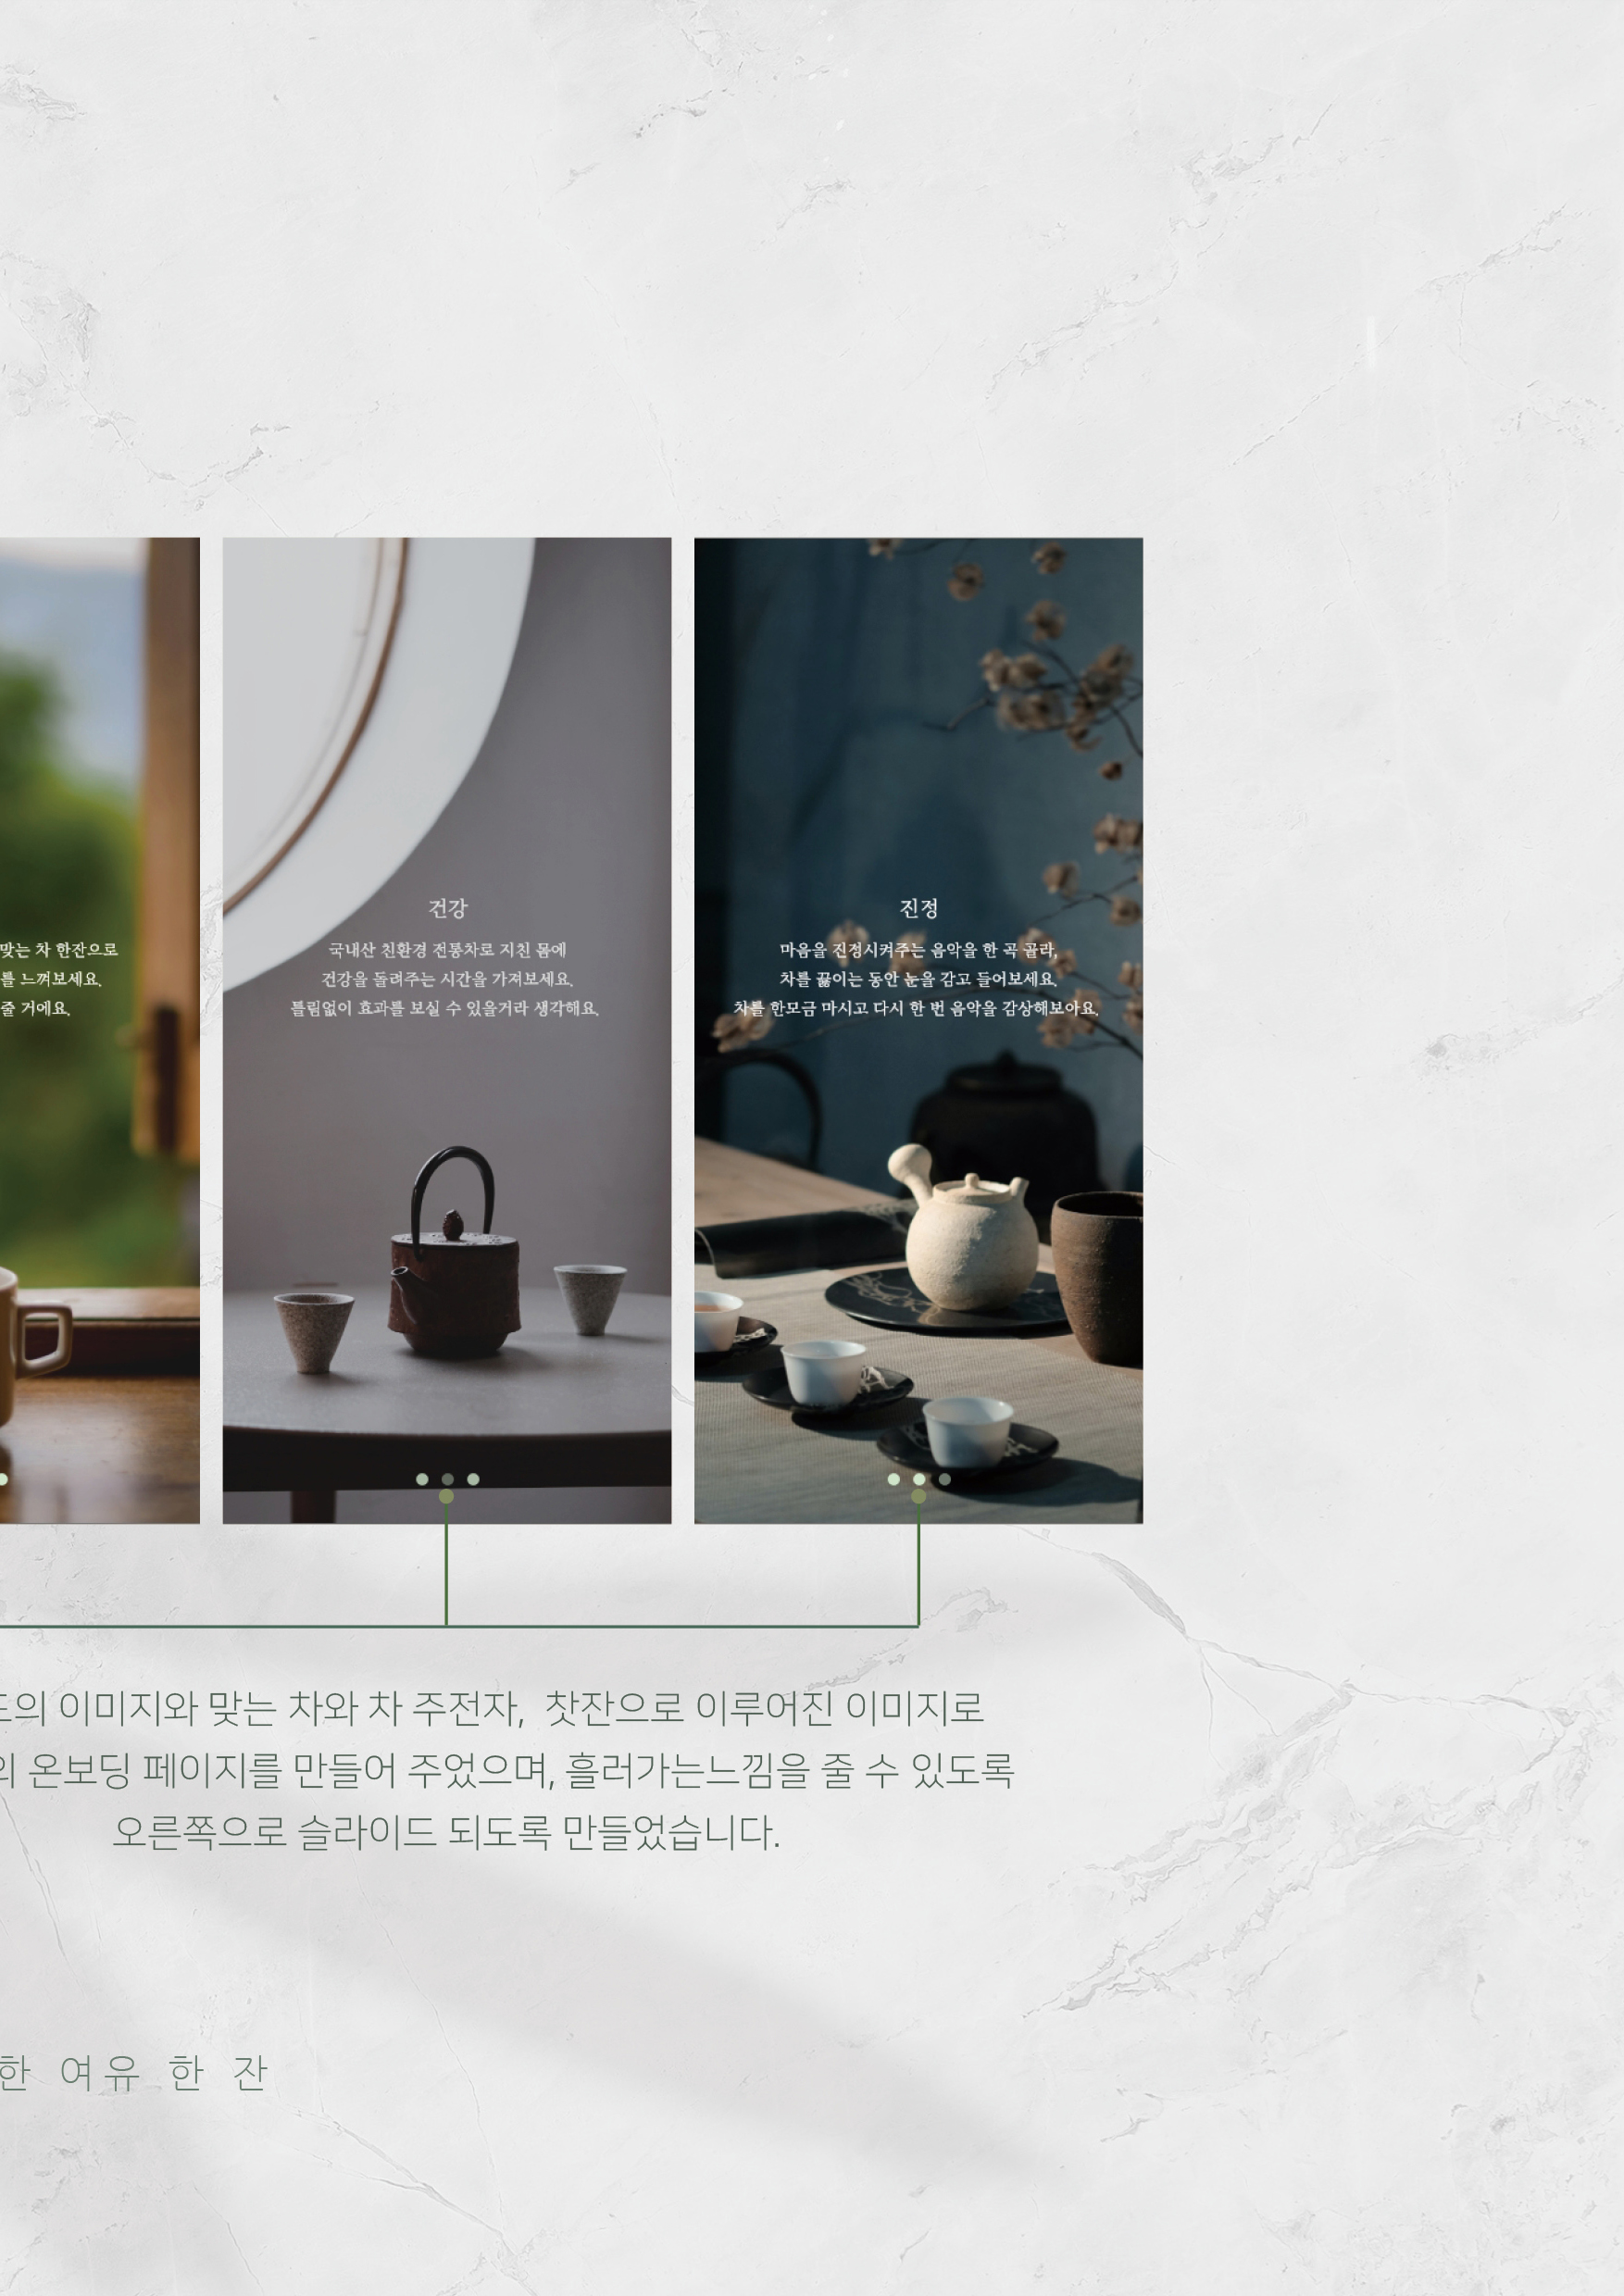 맞는 차 한잔으로
를 느껴보세요.
줄 거에요.
건강
국내산 친환경 전통차로 지친 몸에
건강을 돌려주는 시간을 가져보세요.
틀림없이 효과를 보실 수 있을거라 생각해요.
진정
마음을 진정시켜주는 음악을 한 곡 골라,
차를 끓이는 동안 눈을 감고 들어보세요.
차를 한모금 마시고 다시 한 번 음악을 감상해보아요.
의 이미지와 맞는 차와 차 주전자, 찻잔으로 이루어진 이미지로
의 온보딩 페이지를 만들어 주었으며, 흘러가는느낌을 줄 수 있도록
오른쪽으로 슬라이드 되도록 만들었습니다.
한 여유 한 잔